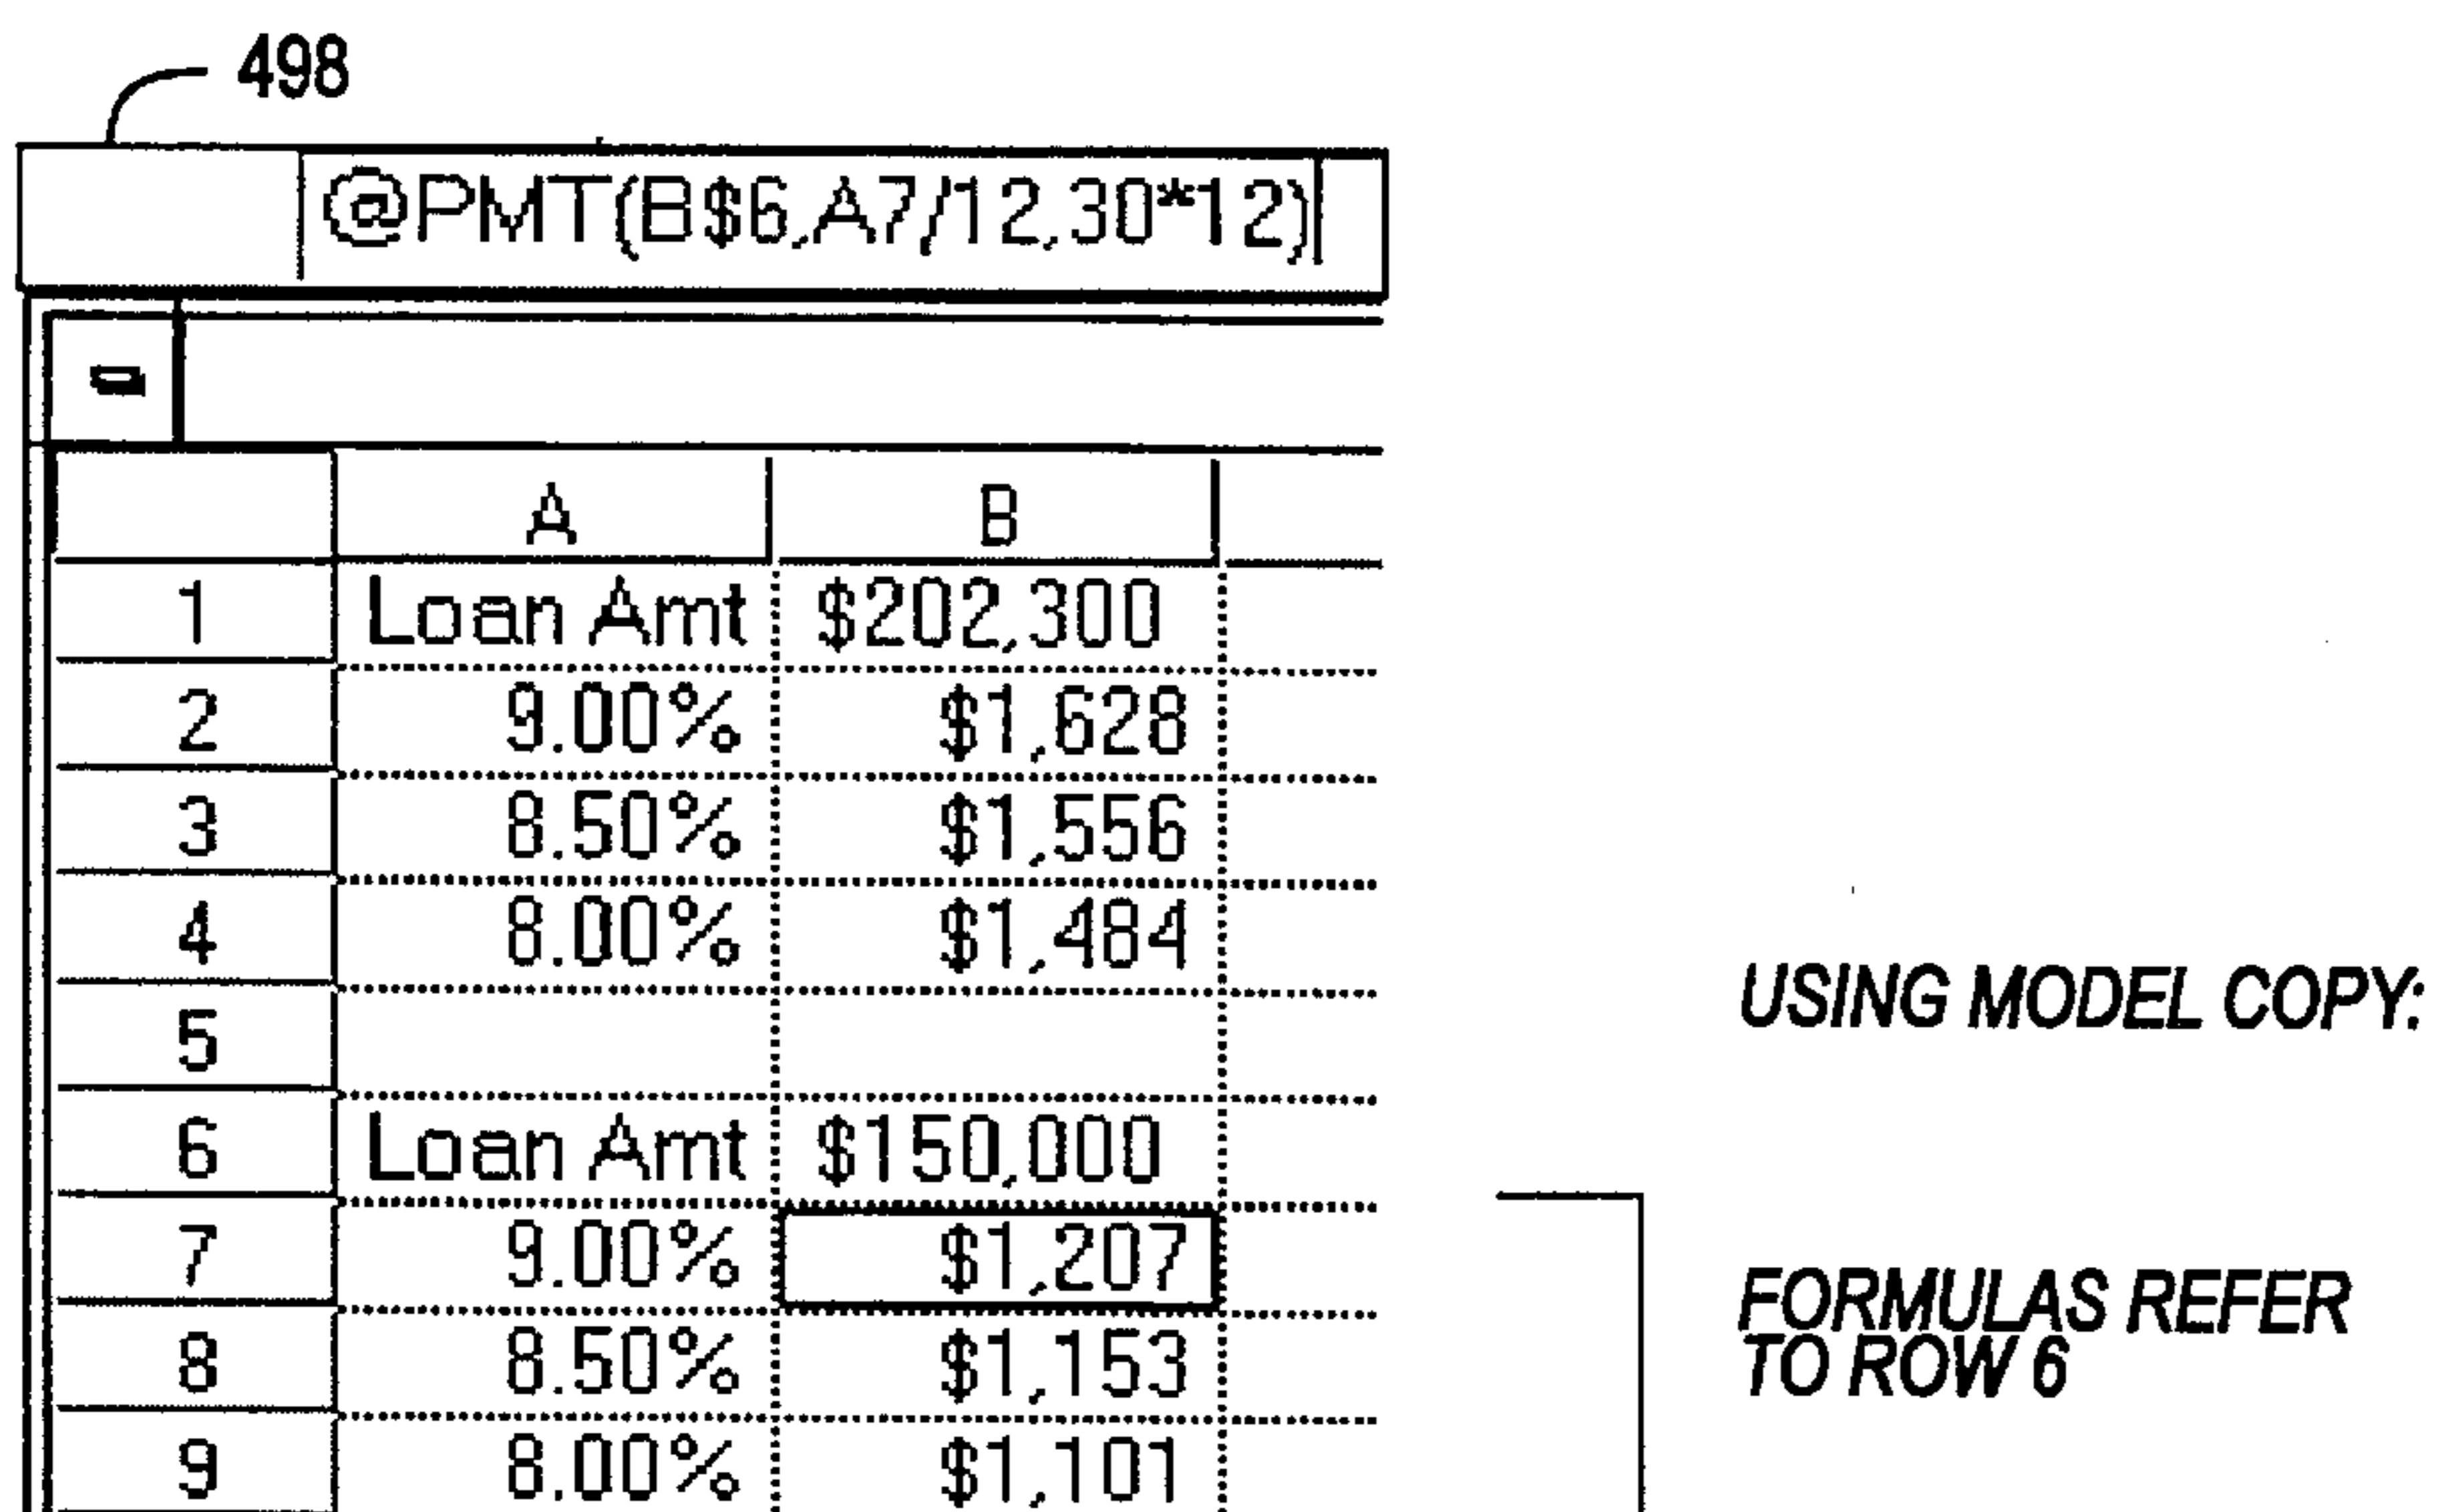 498
@PMT(B$6,A7/12,30*12)
A B
1 Loan Amt $202,300
2 9.00% $1,628
3 8.50% $1,556
4 8.00% $1,484
USING MODEL COPY:
5
6 Loan Amt $150,000
7 9.00% $1,207
FORMULAS REFER
TO ROW 6
8 8.50% $1,153
9 8.00% $1,101